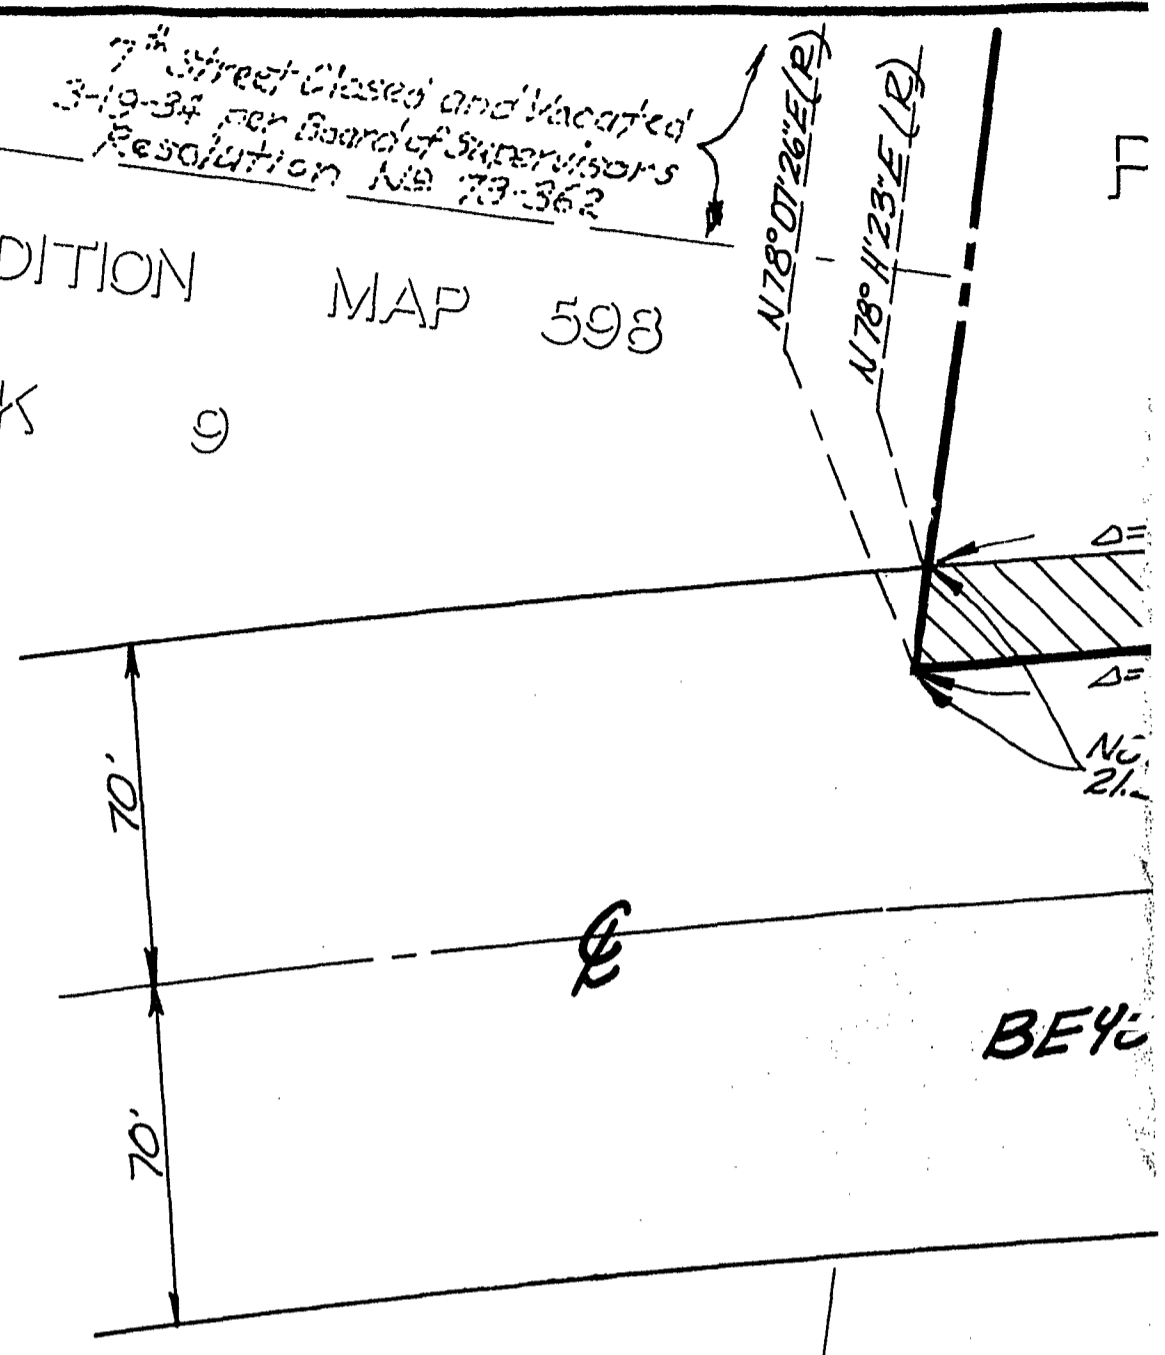 7th Street Closed and Vacated
3-19-34 per Board of Supervisors
Resolution Nº 73-362
N78°07'26"E(R)
N78°11'23"E(R)
DITION MAP 598
K 9
Δ=
Δ=
21.
70'
70'
℄